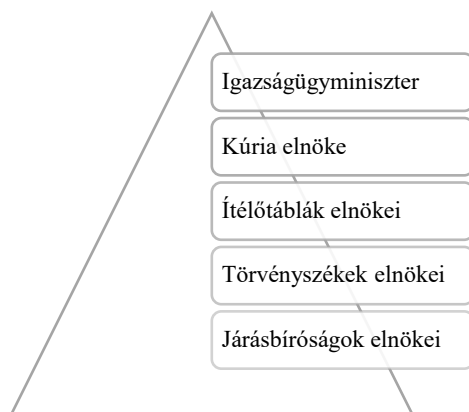 Igazságügyminiszter
Kúria elnöke
Ítélőtáblák elnökei
Törvényszékek elnökei
Járásbíróságok elnökei